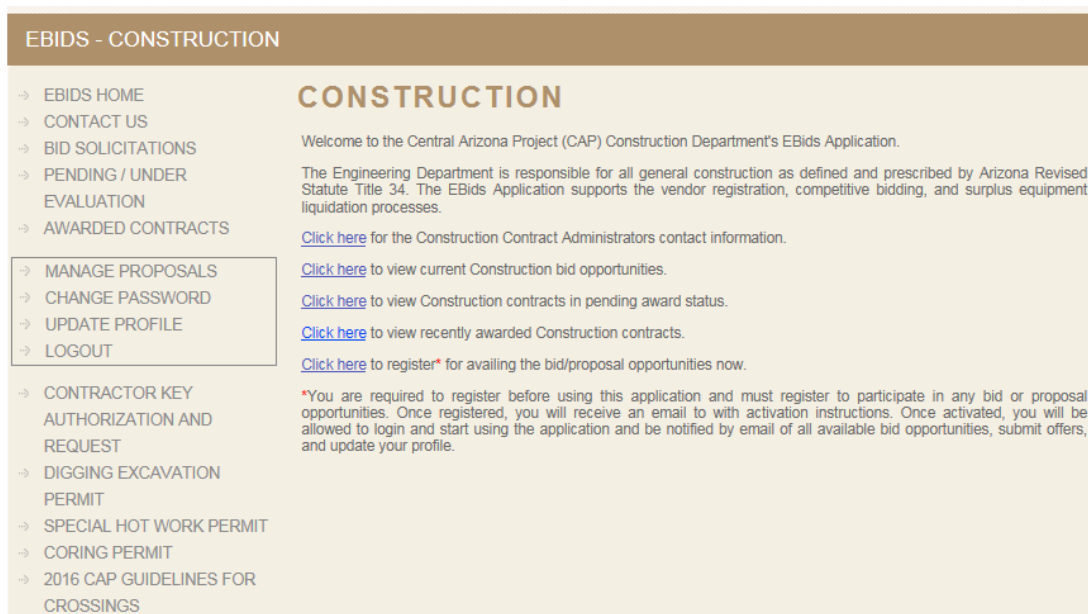 EBIDS - CONSTRUCTION
EBIDS HOME
CONTACT US
BID SOLICITATIONS
PENDING / UNDER
EVALUATION
AWARDED CONTRACTS
MANAGE PROPOSALS
CHANGE PASSWORD
UPDATE PROFILE
LOGOUT
CONTRACTOR KEY
AUTHORIZATION AND
REQUEST
DIGGING EXCAVATION
PERMIT
SPECIAL HOT WORK PERMIT
CORING PERMIT
2016 CAP GUIDELINES FOR
CROSSINGS
CONSTRUCTION
Welcome to the Central Arizona Project (CAP) Construction Department's EBids Application.
The Engineering Department is responsible for all general construction as defined and prescribed by Arizona Revised
Statute Title 34. The EBids Application supports the vendor registration, competitive bidding, and surplus equipment
liquidation processes.
Click here for the Construction Contract Administrators contact information.
Click here to view current Construction bid opportunities.
Click here to view Construction contracts in pending award status.
Click here to view recently awarded Construction contracts.
Click here to register* for availing the bid/proposal opportunities now.
*You are required to register before using this application and must register to participate in any bid or proposal
opportunities. Once registered, you will receive an email to with activation instructions. Once activated, you will be
allowed to login and start using the application and be notified by email of all available bid opportunities, submit offers,
and update your profile.